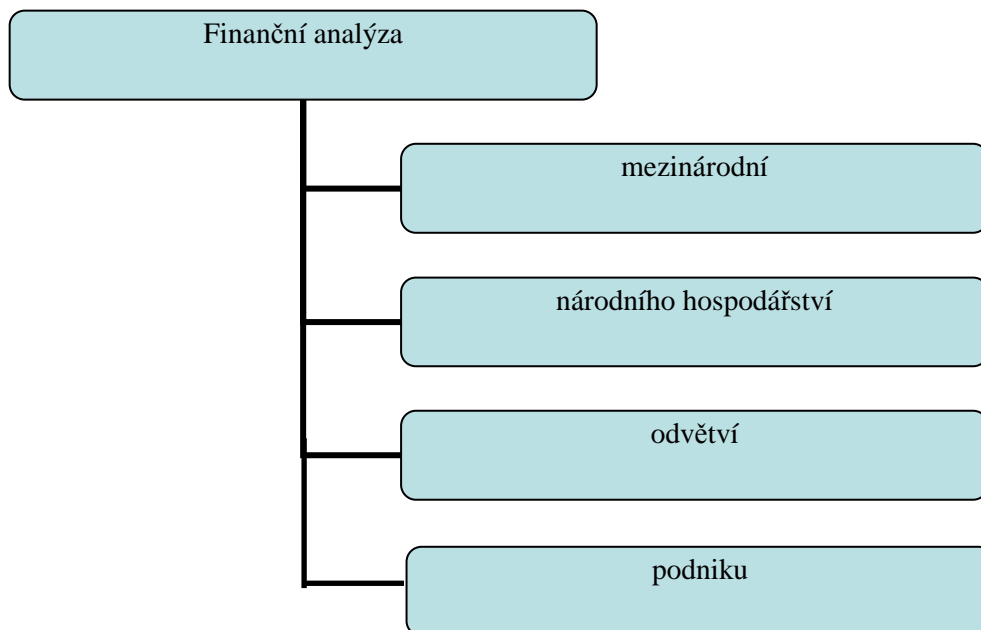 Finanční analýza
mezinárodní
národního hospodářství
odvětví
podniku